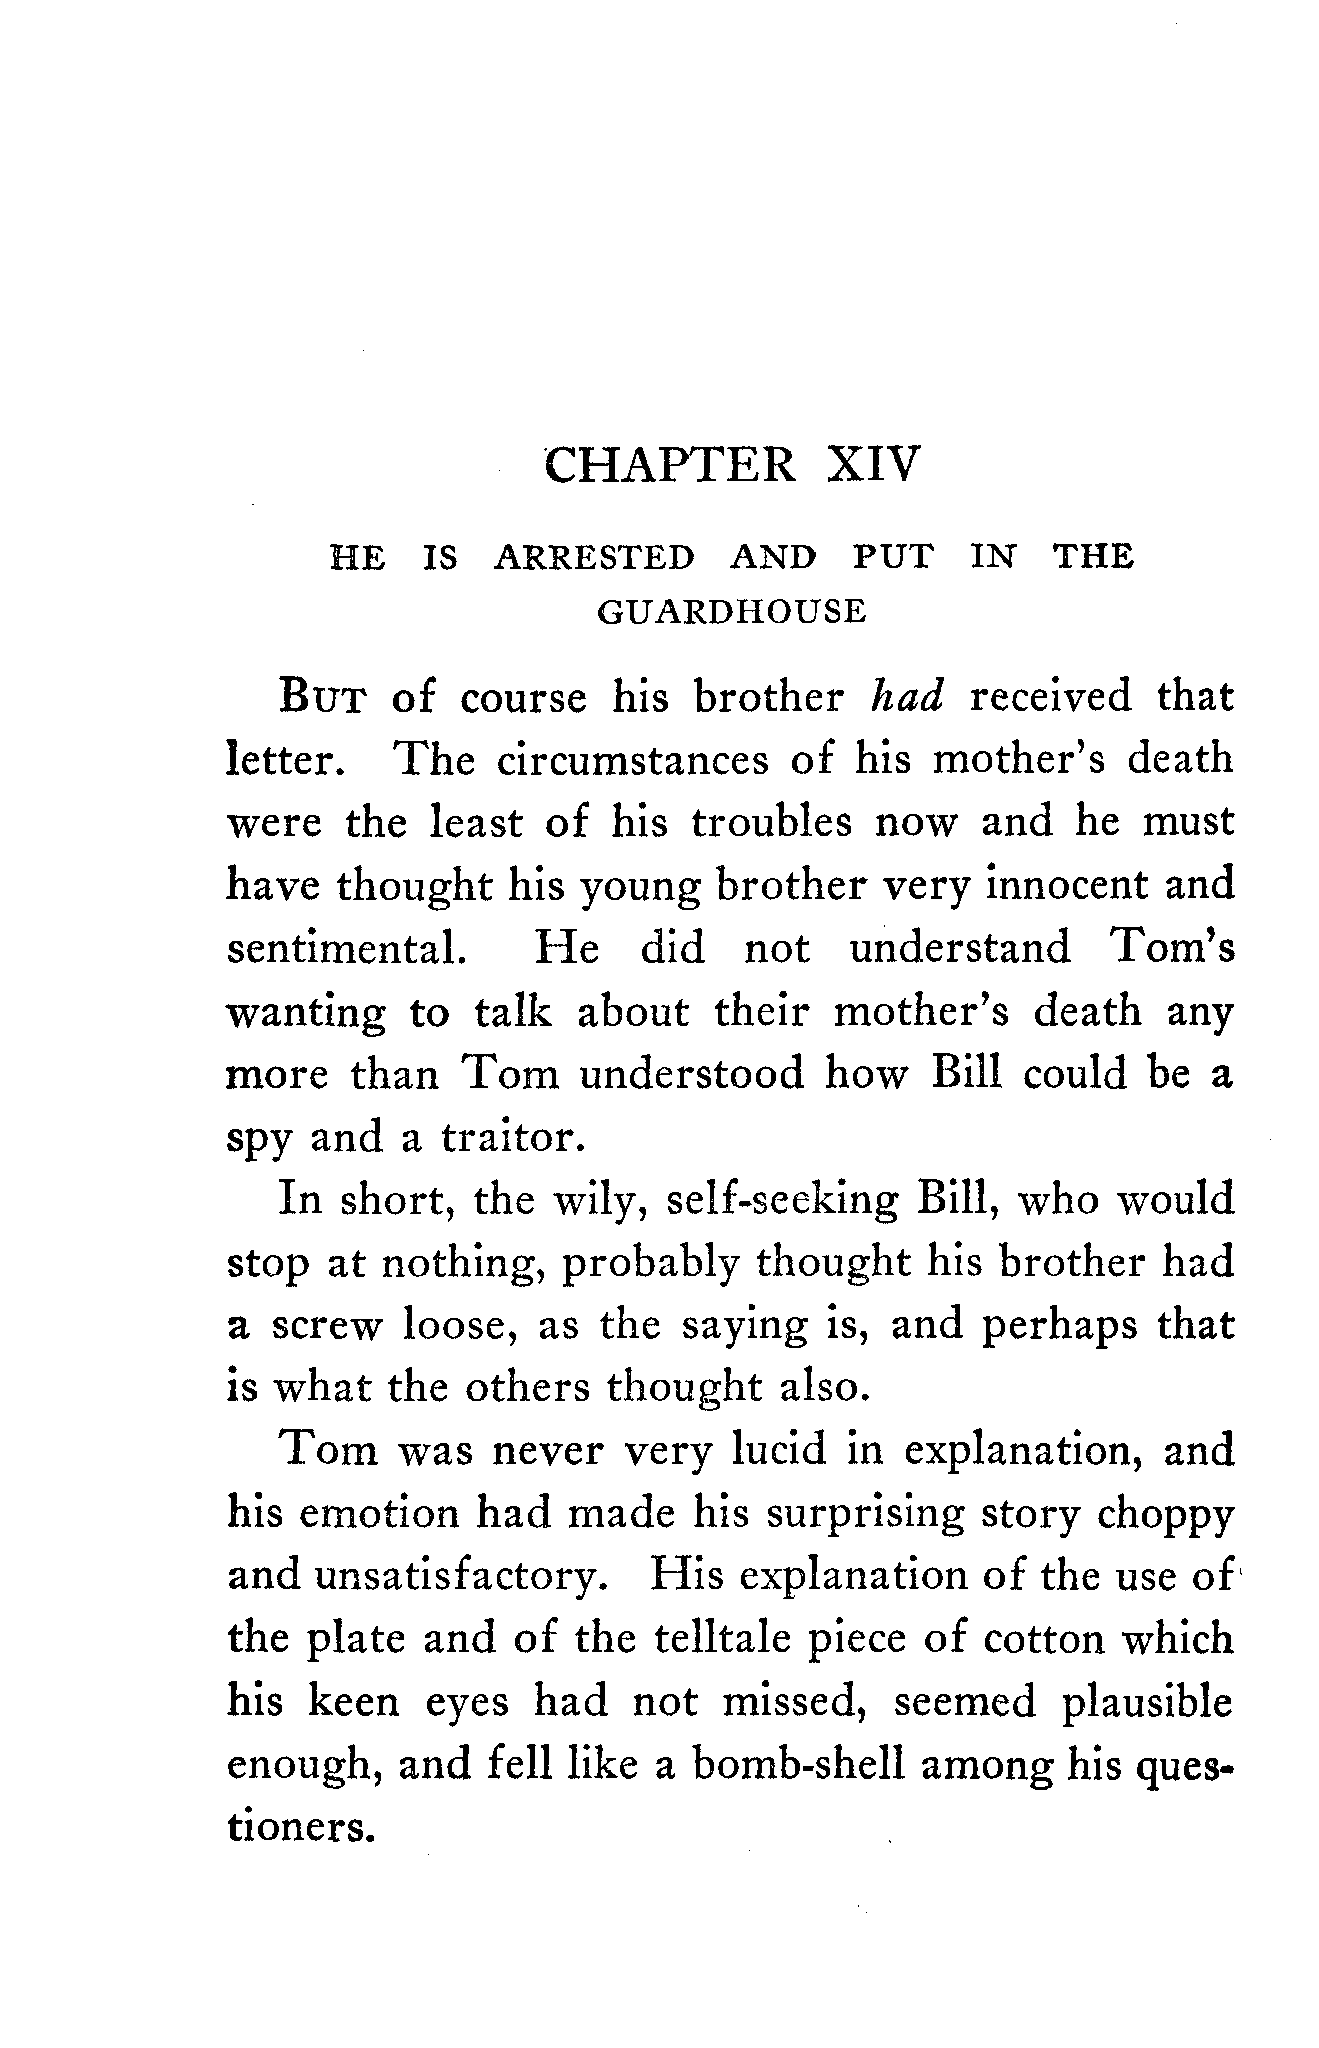 CHAPTER XIV
HE IS ARRESTED AND PUT IN THE
GUARDHOUSE
BUT of course his brother had received that
letter. The circumstances of his mother's death
were the least of his troubles now and he must
have thought his young brother very innocent and
sentimental. He did not understand Tom's
wanting to talk about their mother's death any
more than Tom understood how Bill could be a
spy and a traitor.
In short, the wily, self-seeking Bill, who would
stop at nothing, probably thought his brother had
a screw loose, as the saying is, and perhaps that
is what the others thought also.
Tom was never very lucid in explanation, and
his emotion had made his surprising story choppy
and unsatisfactory. His explanation of the use of
the plate and of the telltale piece of cotton which
his keen eyes had not missed, seemed plausible
enough, and fell like a bomb-shell among his ques-
tioners.